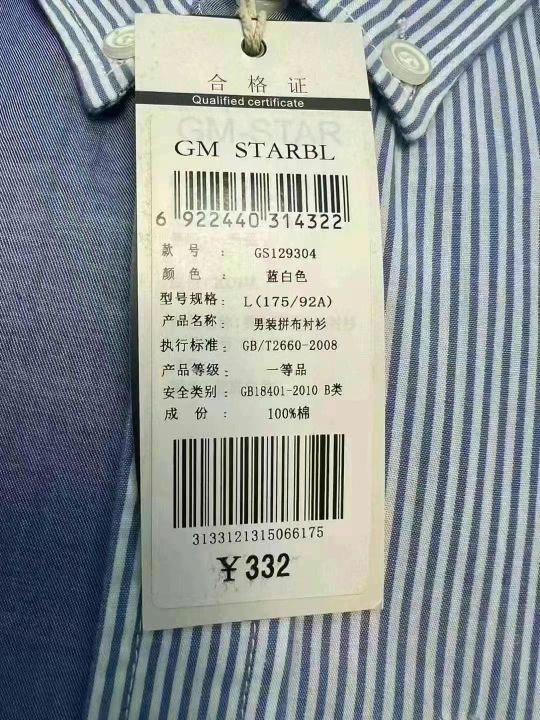 合格证
Qualified certificate
GM-STAR
GM STARBL
6 922440 314322
款号: GS129304
颜色: 蓝白色
型号规格: L(175/92A)
产品名称: 男装拼布衬衫
执行标准: GB/T2660-2008
产品等级: 一等品
安全类别: GB18401-2010 B类
成份: 100%棉
3133121315066175
￥332